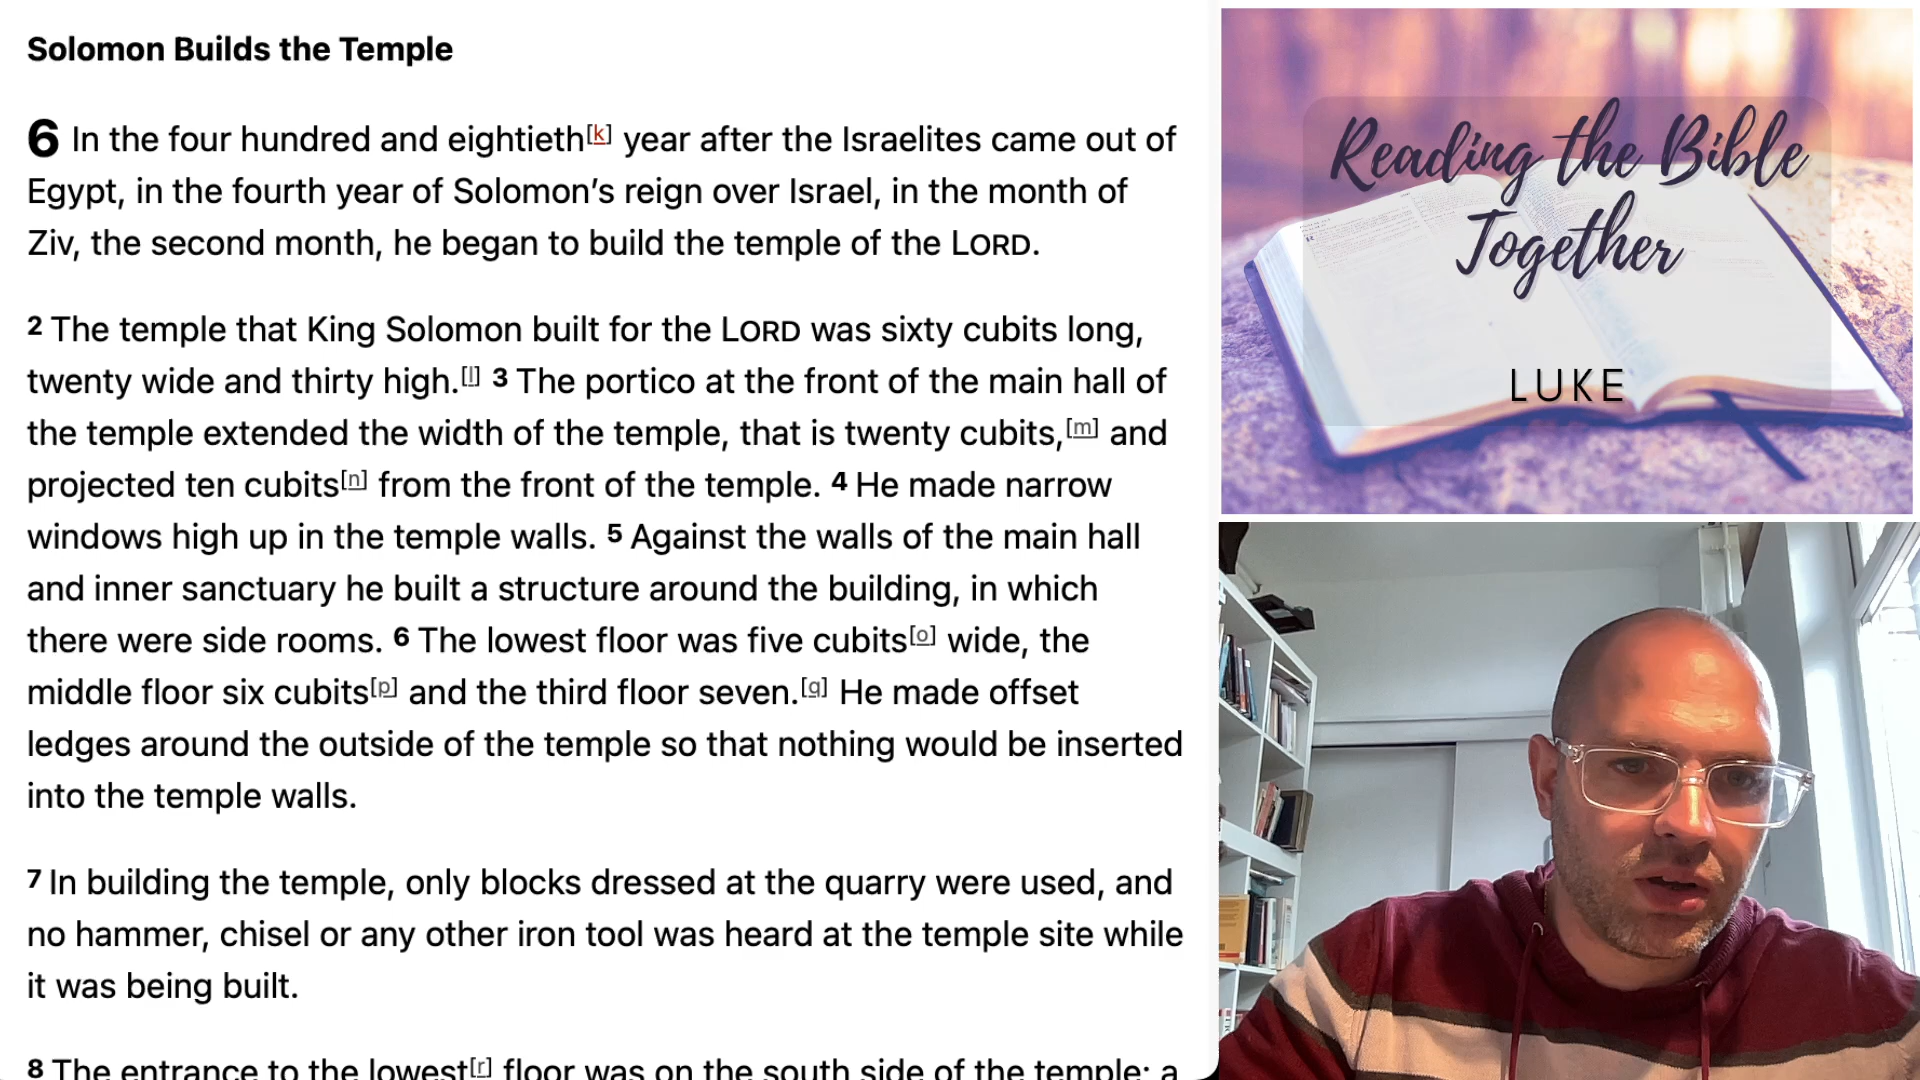 Solomon Builds the Temple
6 In the four hundred and eightieth[k] year after the Israelites came out of
Egypt, in the fourth year of Solomon’s reign over Israel, in the month of
Ziv, the second month, he began to build the temple of the LORD.
2 The temple that King Solomon built for the LORD was sixty cubits long,
twenty wide and thirty high.[l] 3 The portico at the front of the main hall of
the temple extended the width of the temple, that is twenty cubits,[m] and
projected ten cubits[n] from the front of the temple. 4 He made narrow
windows high up in the temple walls. 5 Against the walls of the main hall
and inner sanctuary he built a structure around the building, in which
there were side rooms. 6 The lowest floor was five cubits[o] wide, the
middle floor six cubits[p] and the third floor seven.[q] He made offset
ledges around the outside of the temple so that nothing would be inserted
into the temple walls.
7 In building the temple, only blocks dressed at the quarry were used, and
no hammer, chisel or any other iron tool was heard at the temple site while
it was being built.
8 The entrance to the lowest[r] floor was on the south side of the temple; a
Reading the Bible
Together
LUKE